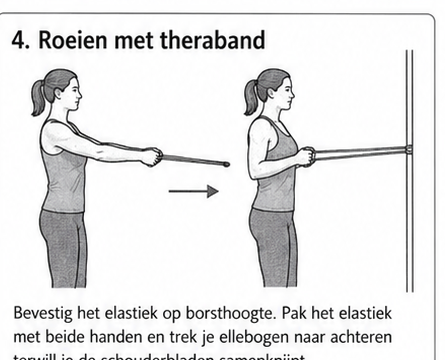 4. Roeien met theraband
Bevestig het elastiek op borsthoogte. Pak het elastiek
met beide handen en trek je ellebogen naar achteren
terwijl je de schouderbladen samenknijpt.